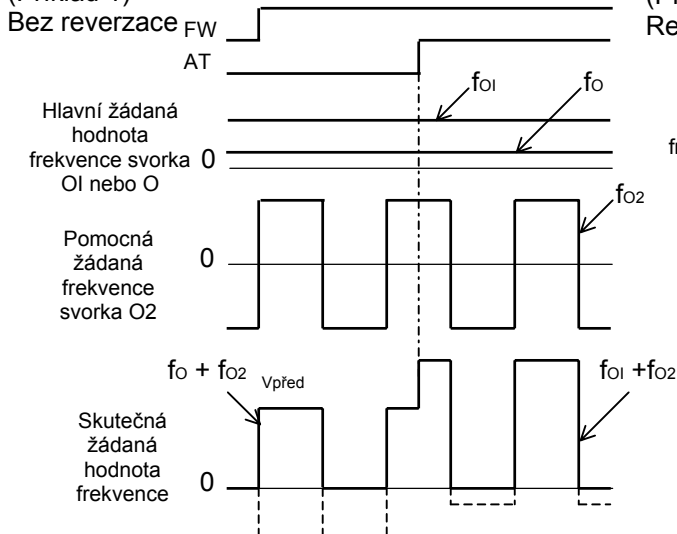 Bez reverzace
FW
AT
Re
Hlavní žádaná
hodnota
frekvence svorka
OI nebo O
0
fOI
fO
Pomocná
žádaná
frekvence
svorka O2
0
fO2
fO + fO2
Vpřed
fOI +fO2
Skutečná
žádaná
hodnota
frekvence
0